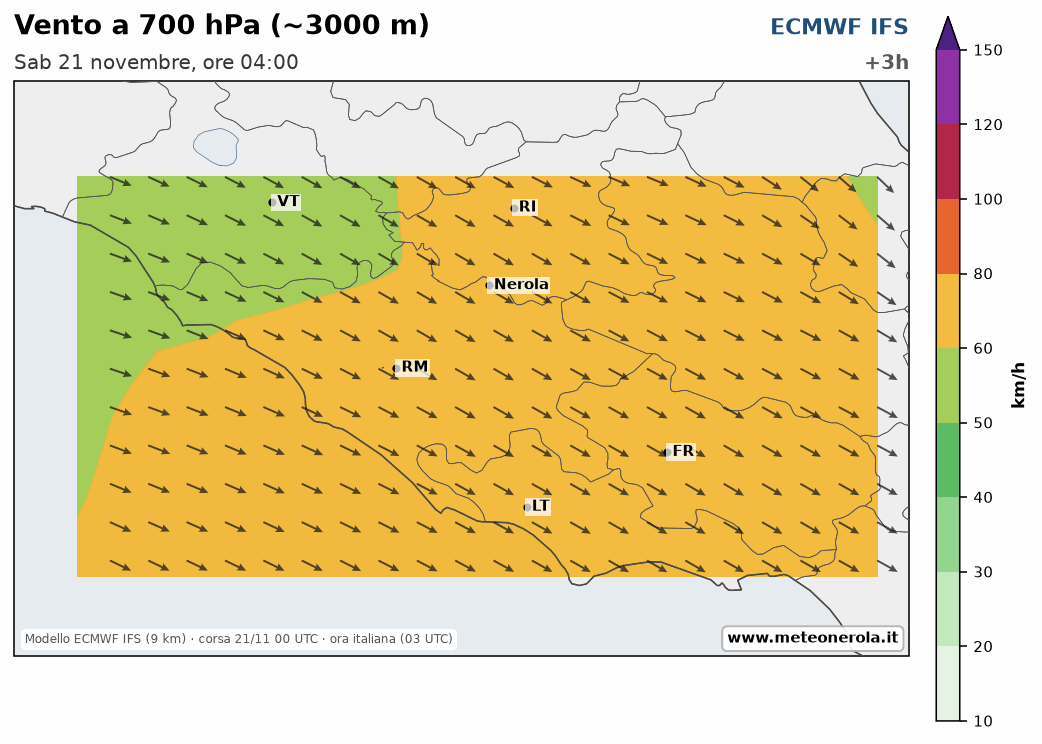 Vento a 700 hPa (~3000 m)
ECMWF IFS
Sab 21 novembre, ore 04:00
+3h
VT
RI
Nerola
RM
FR
LT
Modello ECMWF IFS (9 km) · corsa 21/11 00 UTC · ora italiana (03 UTC)
www.meteonerola.it
150
120
100
80
60
50
40
30
20
10
km/h